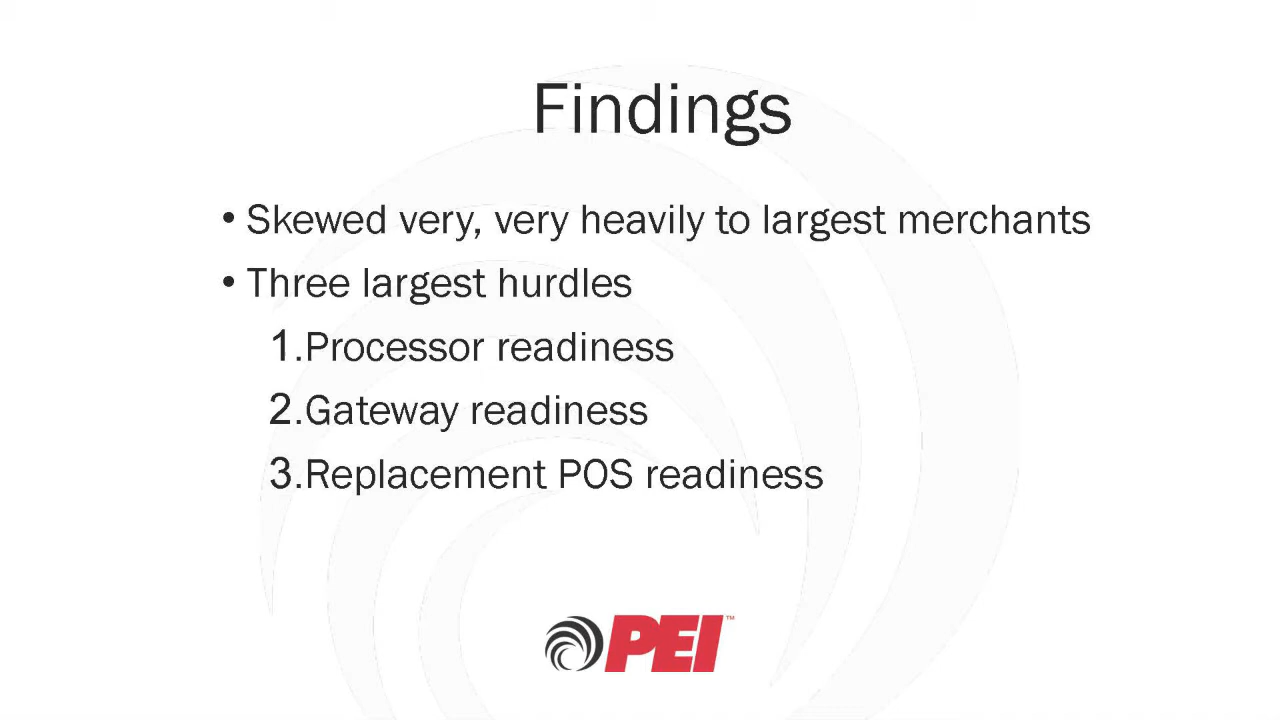 Findings
• Skewed very, very heavily to largest merchants
• Three largest hurdles
1.Processor readiness
2.Gateway readiness
3.Replacement POS readiness
PEI™